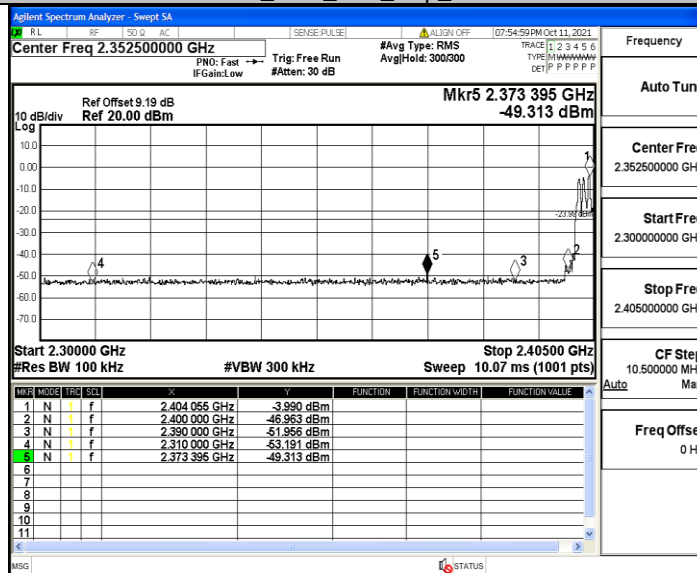 Agilent Spectrum Analyzer - Swept SA
RL RF 50 Ω AC SENSE:PULSE ALIGN OFF 07:54:59 PM Oct 11, 2021
Center Freq 2.352500000 GHz
PNO: Fast Trig: Free Run
IFGain:Low #Atten: 30 dB
#Avg Type: RMS
Avg|Hold: 300/300
TRACE 1 2 3 4 5 6
TYPE MWWWWW
DET P P P P P P
Mkr5 2.373 395 GHz
-49.313 dBm
Ref Offset 9.19 dB
10 dB/div Ref 20.00 dBm
Log
10.0
0.00
-10.0
-20.0
-30.0
-40.0
-50.0
-60.0
-70.0
1
2
3
4
5
Start 2.30000 GHz Stop 2.40500 GHz
#Res BW 100 kHz #VBW 300 kHz Sweep 10.07 ms (1001 pts)
MKR MODE TRC SCL X Y FUNCTION FUNCTION WIDTH FUNCTION VALUE
1 N 1 f 2.404 055 GHz -3.990 dBm
2 N 1 f 2.400 000 GHz -46.963 dBm
3 N 1 f 2.390 000 GHz -51.956 dBm
4 N 1 f 2.310 000 GHz -53.191 dBm
5 N 1 f 2.373 395 GHz -49.313 dBm
6
7
8
9
10
11
MSG STATUS
Frequency
Auto Tun
Center Fre
2.352500000 GH
Start Fre
2.300000000 GH
Stop Fre
2.405000000 GH
CF Step
10.500000 MH
Auto Ma
Freq Offse
0 H